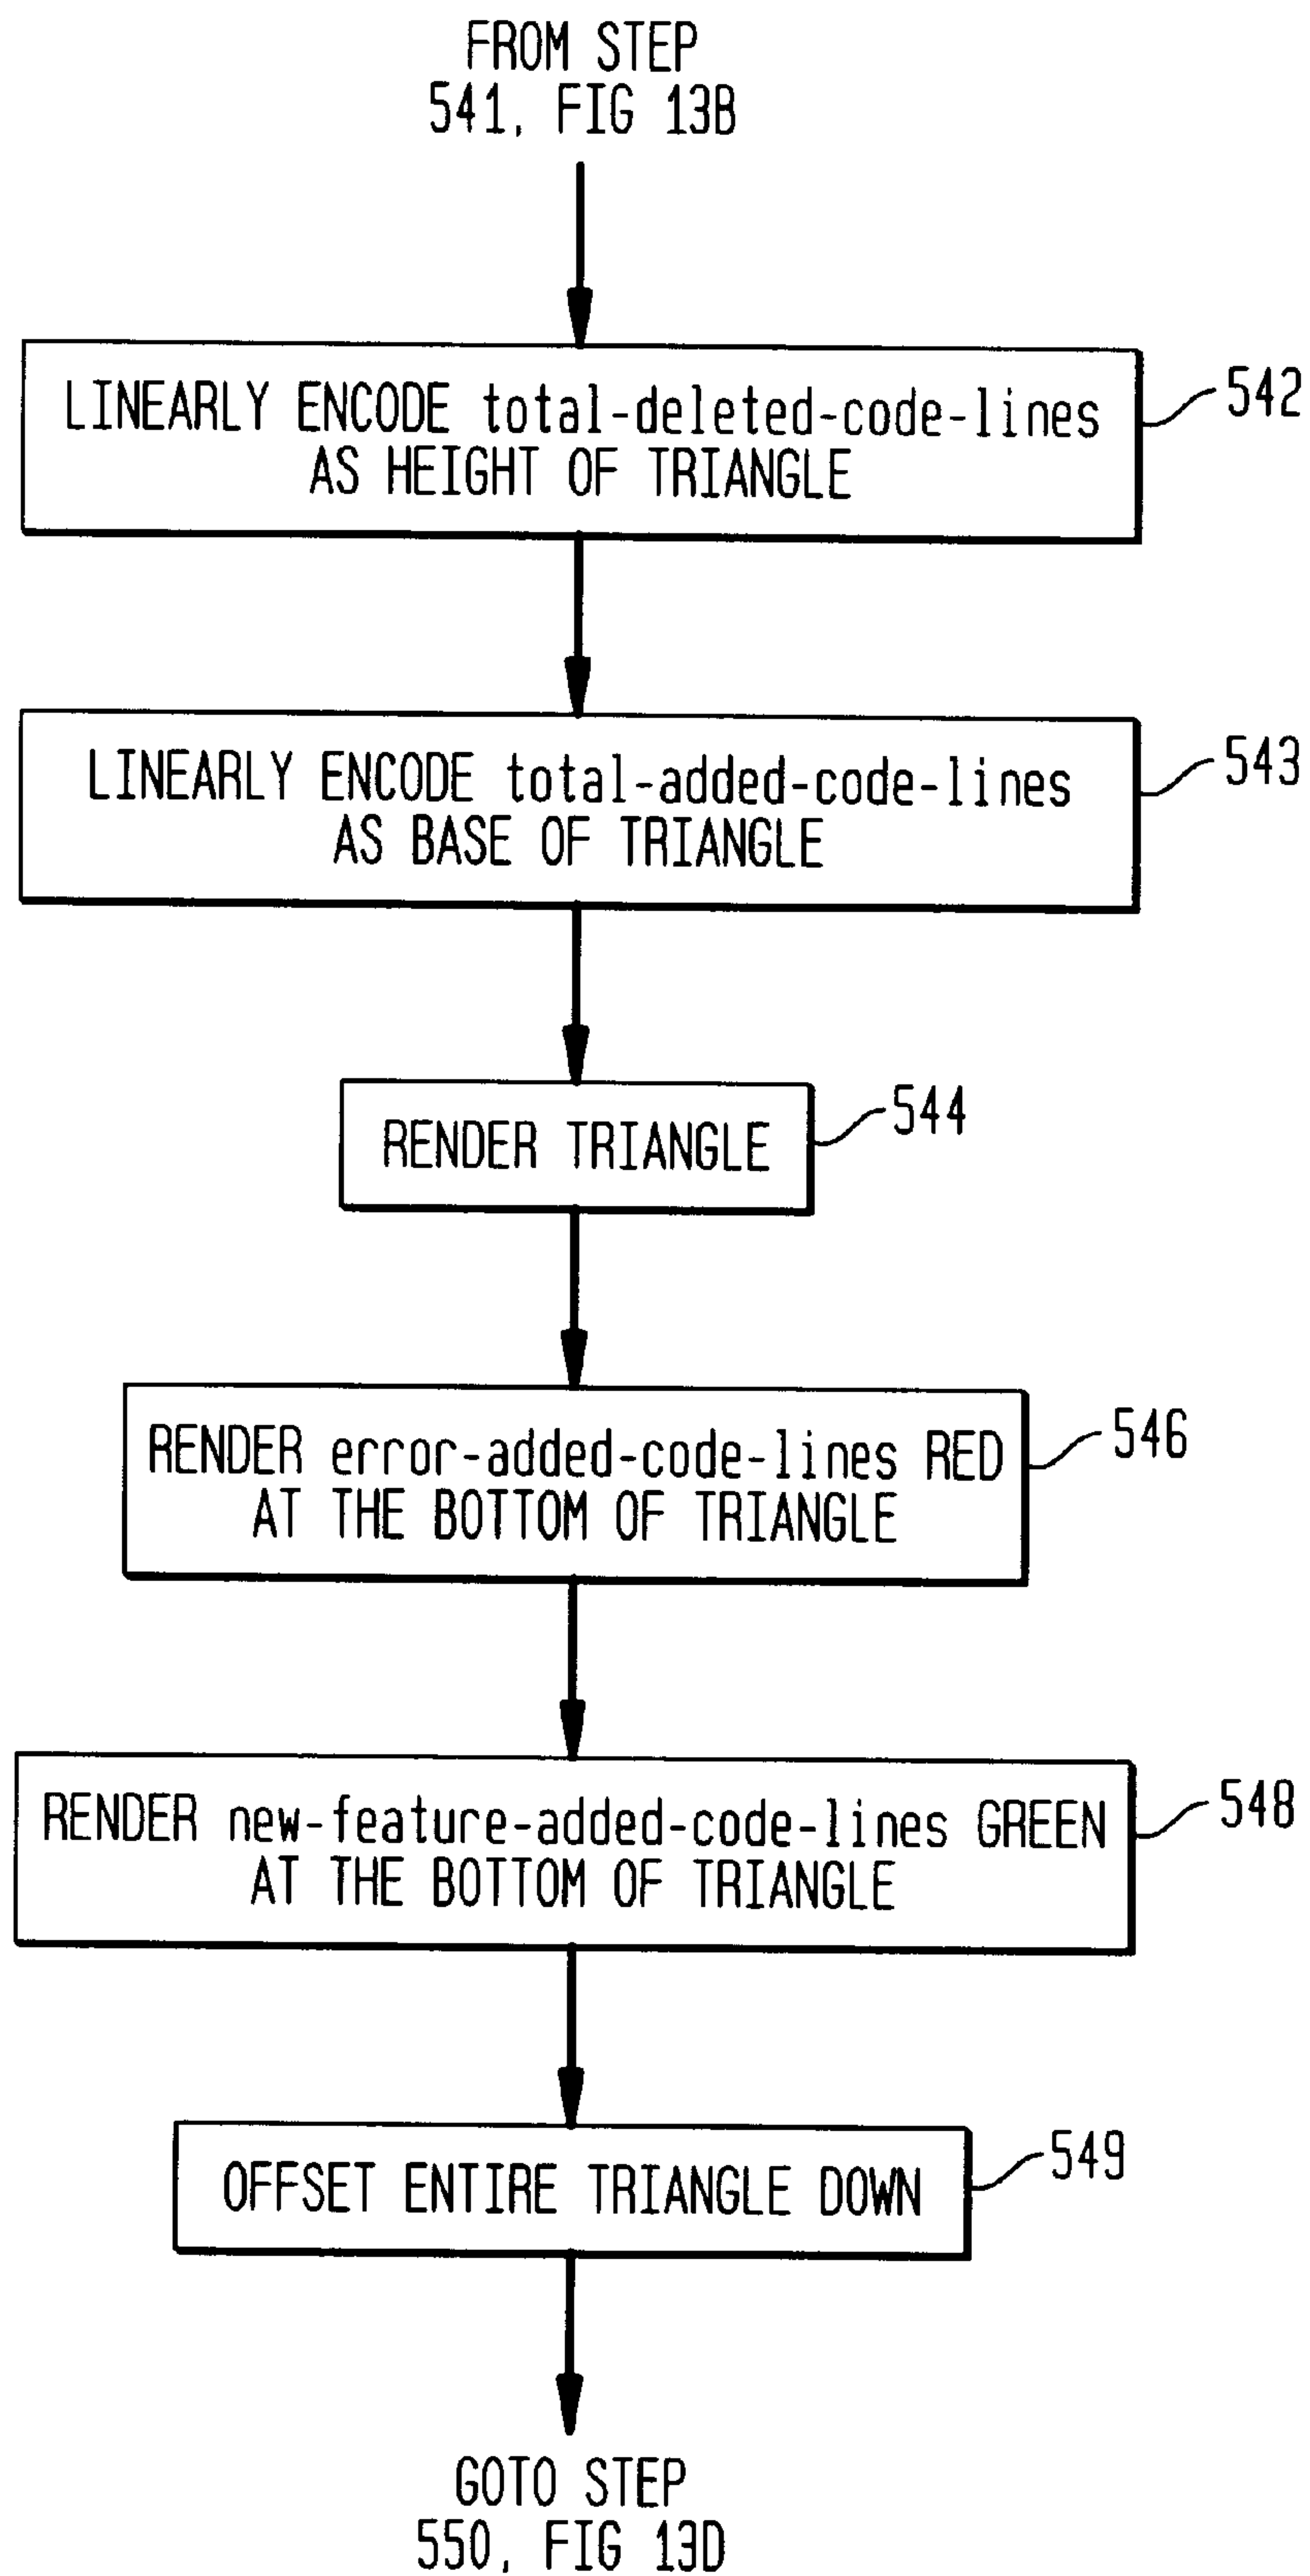 FROM STEP
541, FIG 13B
LINEARLY ENCODE total-deleted-code-lines
AS HEIGHT OF TRIANGLE
542
LINEARLY ENCODE total-added-code-lines
AS BASE OF TRIANGLE
543
RENDER TRIANGLE
544
RENDER error-added-code-lines RED
AT THE BOTTOM OF TRIANGLE
546
RENDER new-feature-added-code-lines GREEN
AT THE BOTTOM OF TRIANGLE
548
OFFSET ENTIRE TRIANGLE DOWN
549
GOTO STEP
550, FIG 13D